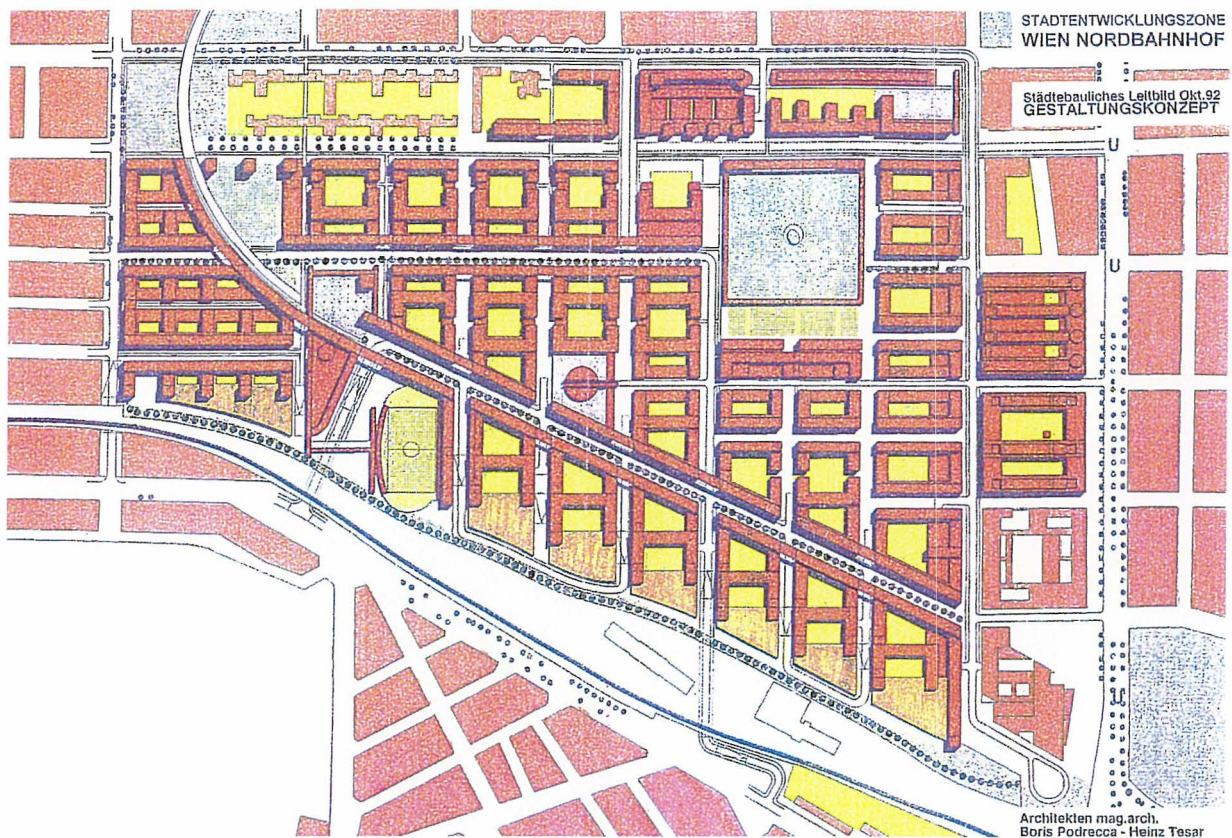 STADTENTWICKLUNGSZONE
WIEN NORDBAHNHOF
Städtebauliches Leitbild Okt.92
GESTALTUNGSKONZEPT
U
U
U
Architekten mag.arch.
Boris Podrecca - Heinz Tesar